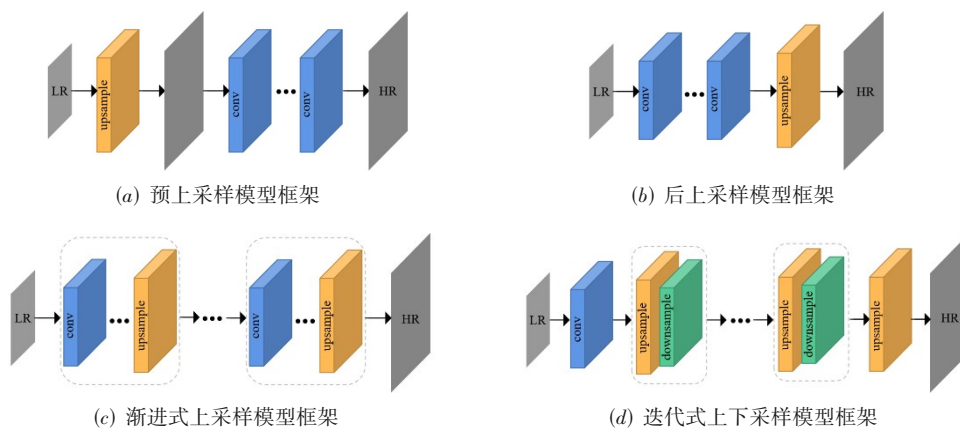 LR upsample conv ••• conv HR
LR conv ••• conv upsample HR
(a) 预上采样模型框架
(b) 后上采样模型框架
LR conv ••• upsample ••• conv ••• upsample HR
LR conv upsample downsample ••• upsample downsample upsample HR
(c) 渐进式上采样模型框架
(d) 迭代式上下采样模型框架